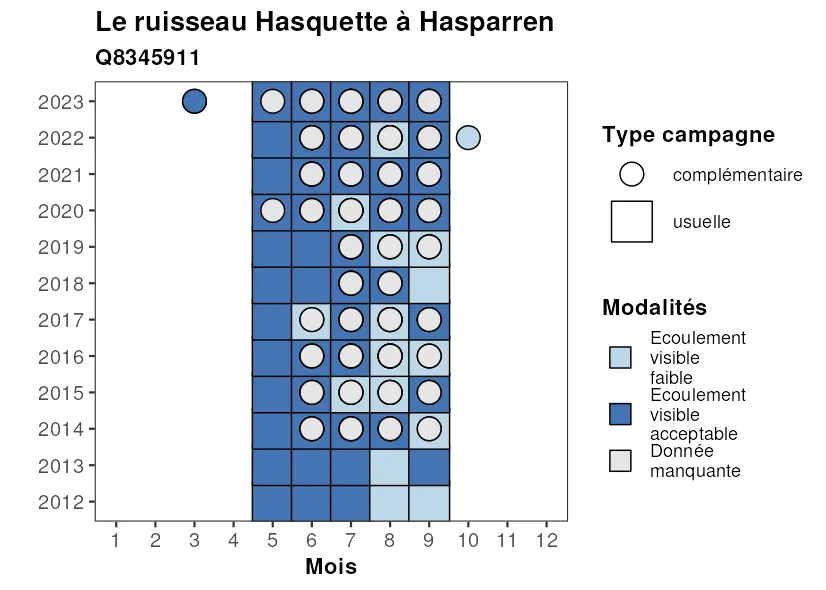 Le ruisseau Hasquette à Hasparren
Q8345911
2023
2022
2021
2020
2019
2018
2017
2016
2015
2014
2013
2012
1 2 3 4 5 6 7 8 9 10 11 12
Mois
Type campagne
complémentaire
usuelle
Modalités
Ecoulement
visible
faible
Ecoulement
visible
acceptable
Donnée
manquante